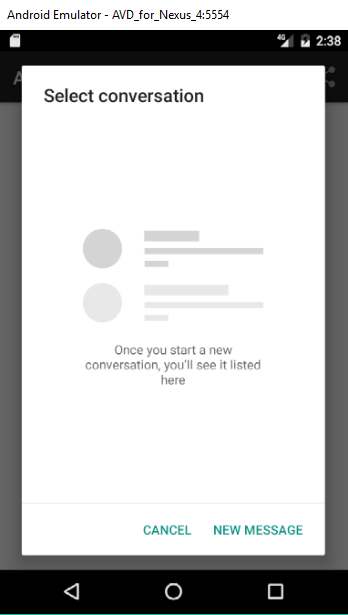 Android Emulator - AVD_for_Nexus_4:5554
4G 2:38
A
Select conversation
Once you start a new
conversation, you'll see it listed
here
CANCEL NEW MESSAGE